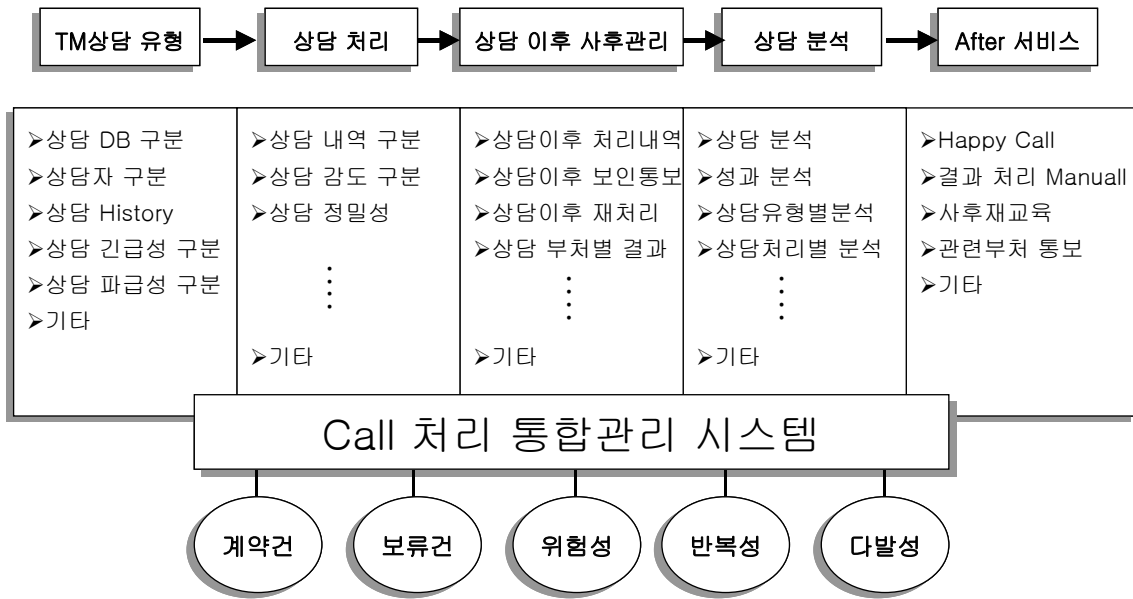 TM상담 유형
상담 처리
상담 이후 사후관리
상담 분석
After 서비스
➢상담 DB 구분
➢상담자 구분
➢상담 History
➢상담 긴급성 구분
➢상담 파급성 구분
➢기타
➢상담 내역 구분
➢상담 감도 구분
➢상담 정밀성
⋮
➢기타
➢상담이후 처리내역
➢상담이후 보인통보
➢상담이후 재처리
➢상담 부처별 결과
⋮
➢기타
➢상담 분석
➢성과 분석
➢상담유형별분석
➢상담처리별 분석
⋮
➢기타
➢Happy Call
➢결과 처리 Manuall
➢사후재교육
➢관련부처 통보
➢기타
Call 처리 통합관리 시스템
계약건
보류건
위험성
반복성
다발성